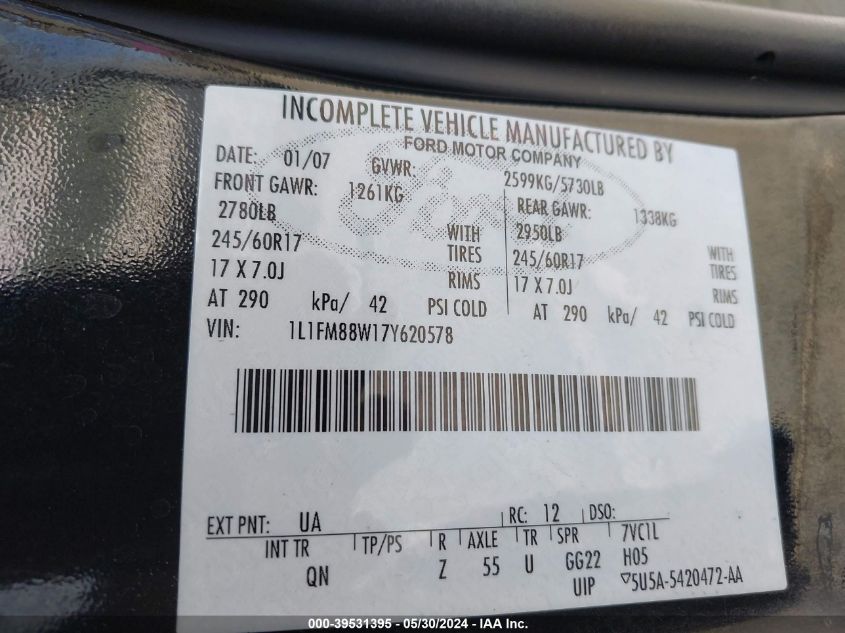 INCOMPLETE VEHICLE MANUFACTURED BY
FORD MOTOR COMPANY
DATE: 01/07 GVWR: 2599KG/5730LB
FRONT GAWR: 1261KG REAR GAWR: 1338KG
2780LB WITH 2950LB WITH
245/60R17 TIRES 245/60R17 TIRES
17 X 7.0J RIMS 17 X 7.0J RIMS
AT 290 kPa/ 42 PSI COLD AT 290 kPa/ 42 PSI COLD
VIN: 1L1FM88W17Y620578
EXT PNT: UA RC: 12 DSO:
INT TR TP/PS R AXLE TR SPR 7VC1L
QN Z 55 U GG22 H05
UIP ▽5U5A-5420472-AA
000-39531395 - 05/30/2024 - IAA Inc.